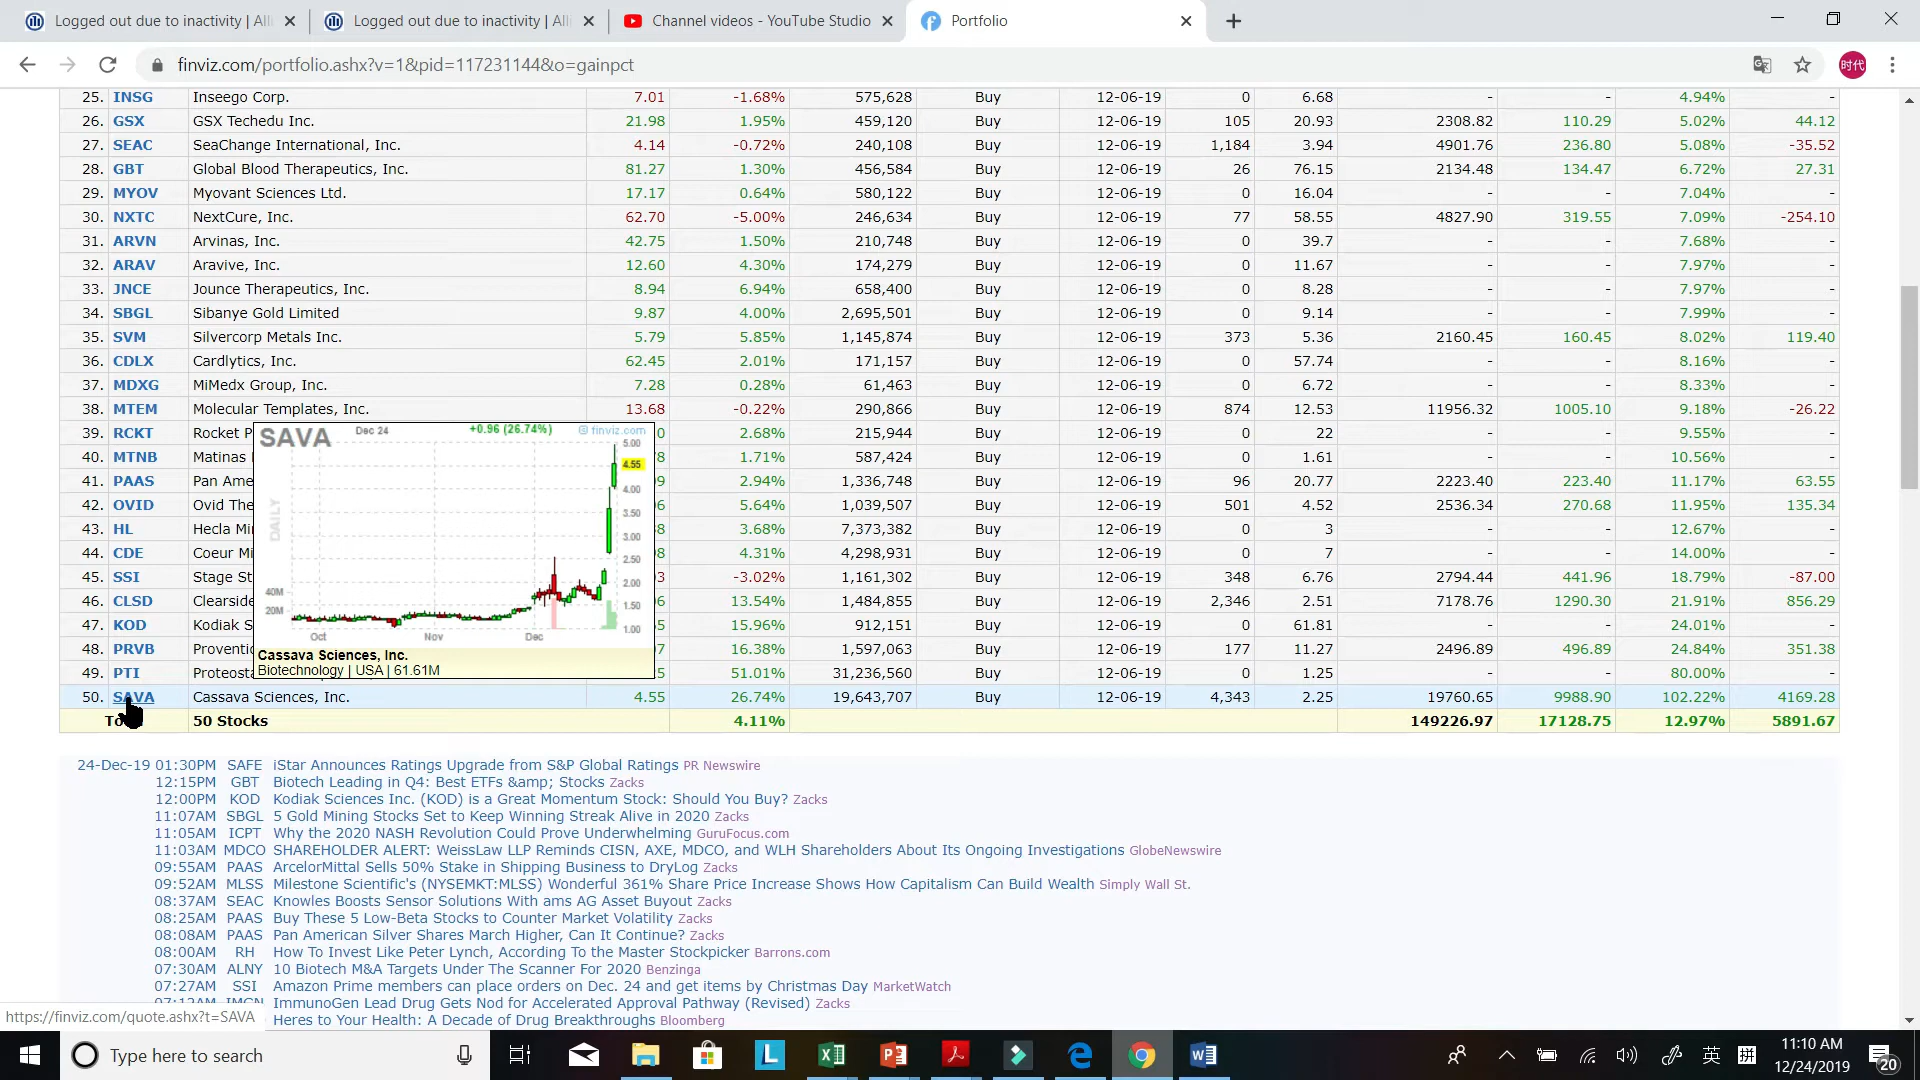 Logged out due to inactivity | Alli
Logged out due to inactivity | Alli
Channel videos - YouTube Studio
Portfolio
finviz.com/portfolio.ashx?v=1&pid=117231144&o=gainpct
时代
25. INSG Inseego Corp. 7.01 -1.68% 575,628 Buy 12-06-19 0 6.68 - - 4.94% -
26. GSX GSX Techedu Inc. 21.98 1.95% 459,120 Buy 12-06-19 105 20.93 2308.82 110.29 5.02% 44.12
27. SEAC SeaChange International, Inc. 4.14 -0.72% 240,108 Buy 12-06-19 1,184 3.94 4901.76 236.80 5.08% -35.52
28. GBT Global Blood Therapeutics, Inc. 81.27 1.30% 456,584 Buy 12-06-19 26 76.15 2134.48 134.47 6.72% 27.31
29. MYOV Myovant Sciences Ltd. 17.17 0.64% 580,122 Buy 12-06-19 0 16.04 - - 7.04% -
30. NXTC NextCure, Inc. 62.70 -5.00% 246,634 Buy 12-06-19 77 58.55 4827.90 319.55 7.09% -254.10
31. ARVN Arvinas, Inc. 42.75 1.50% 210,748 Buy 12-06-19 0 39.7 - - 7.68% -
32. ARAV Aravive, Inc. 12.60 4.30% 174,279 Buy 12-06-19 0 11.67 - - 7.97% -
33. JNCE Jounce Therapeutics, Inc. 8.94 6.94% 658,400 Buy 12-06-19 0 8.28 - - 7.97% -
34. SBGL Sibanye Gold Limited 9.87 4.00% 2,695,501 Buy 12-06-19 0 9.14 - - 7.99% -
35. SVM Silvercorp Metals Inc. 5.79 5.85% 1,145,874 Buy 12-06-19 373 5.36 2160.45 160.45 8.02% 119.40
36. CDLX Cardlytics, Inc. 62.45 2.01% 171,157 Buy 12-06-19 0 57.74 - - 8.16% -
37. MDXG MiMedx Group, Inc. 7.28 0.28% 61,463 Buy 12-06-19 0 6.72 - - 8.33% -
38. MTEM Molecular Templates, Inc. 13.68 -0.22% 290,866 Buy 12-06-19 874 12.53 11956.32 1005.10 9.18% -26.22
39. RCKT Rocket P 0 2.68% 215,944 Buy 12-06-19 0 22 - - 9.55% -
40. MTNB Matinas 8 1.71% 587,424 Buy 12-06-19 0 1.61 - - 10.56% -
41. PAAS Pan Ame 9 2.94% 1,336,748 Buy 12-06-19 96 20.77 2223.40 223.40 11.17% 63.55
42. OVID Ovid The 6 5.64% 1,039,507 Buy 12-06-19 501 4.52 2536.34 270.68 11.95% 135.34
43. HL Hecla Mi 8 3.68% 7,373,382 Buy 12-06-19 0 3 - - 12.67% -
44. CDE Coeur Mi 8 4.31% 4,298,931 Buy 12-06-19 0 7 - - 14.00% -
45. SSI Stage St 3 -3.02% 1,161,302 Buy 12-06-19 348 6.76 2794.44 441.96 18.79% -87.00
46. CLSD Clearside 6 13.54% 1,484,855 Buy 12-06-19 2,346 2.51 7178.76 1290.30 21.91% 856.29
47. KOD Kodiak S 5 15.96% 912,151 Buy 12-06-19 0 61.81 - - 24.01% -
48. PRVB Proventio 7 16.38% 1,597,063 Buy 12-06-19 177 11.27 2496.89 496.89 24.84% 351.38
49. PTI Proteosta 5 51.01% 31,236,560 Buy 12-06-19 0 1.25 - - 80.00% -
50. SAVA Cassava Sciences, Inc. 4.55 26.74% 19,643,707 Buy 12-06-19 4,343 2.25 19760.65 9988.90 102.22% 4169.28
50 Stocks 4.11% 149226.97 17128.75 12.97% 5891.67
SAVA Dec 24 +0.96 (26.74%) @ finviz.com
5.00
4.55
4.00
3.50
3.00
2.50
2.00
1.50
1.00
DAILY
40M
20M
Oct Nov Dec
Cassava Sciences, Inc.
Biotechnology | USA | 61.61M
24-Dec-19 01:30PM SAFE iStar Announces Ratings Upgrade from S&P Global Ratings PR Newswire
12:15PM GBT Biotech Leading in Q4: Best ETFs &amp; Stocks Zacks
12:00PM KOD Kodiak Sciences Inc. (KOD) is a Great Momentum Stock: Should You Buy? Zacks
11:07AM SBGL 5 Gold Mining Stocks Set to Keep Winning Streak Alive in 2020 Zacks
11:05AM ICPT Why the 2020 NASH Revolution Could Prove Underwhelming GuruFocus.com
11:03AM MDCO SHAREHOLDER ALERT: WeissLaw LLP Reminds CISN, AXE, MDCO, and WLH Shareholders About Its Ongoing Investigations GlobeNewswire
09:55AM PAAS ArcelorMittal Sells 50% Stake in Shipping Business to DryLog Zacks
09:52AM MLSS Milestone Scientific's (NYSEMKT:MLSS) Wonderful 361% Share Price Increase Shows How Capitalism Can Build Wealth Simply Wall St.
08:37AM SEAC Knowles Boosts Sensor Solutions With ams AG Asset Buyout Zacks
08:25AM PAAS Buy These 5 Low-Beta Stocks to Counter Market Volatility Zacks
08:08AM PAAS Pan American Silver Shares March Higher, Can It Continue? Zacks
08:00AM RH How To Invest Like Peter Lynch, According To the Master Stockpicker Barrons.com
07:30AM ALNY 10 Biotech M&A Targets Under The Scanner For 2020 Benzinga
07:27AM SSI Amazon Prime members can place orders on Dec. 24 and get items by Christmas Day MarketWatch
07:12AM IMGN ImmunoGen Lead Drug Gets Nod for Accelerated Approval Pathway (Revised) Zacks
Heres to Your Health: A Decade of Drug Breakthroughs Bloomberg
https://finviz.com/quote.ashx?t=SAVA
Type here to search
英
拼
11:10 AM
12/24/2019
20